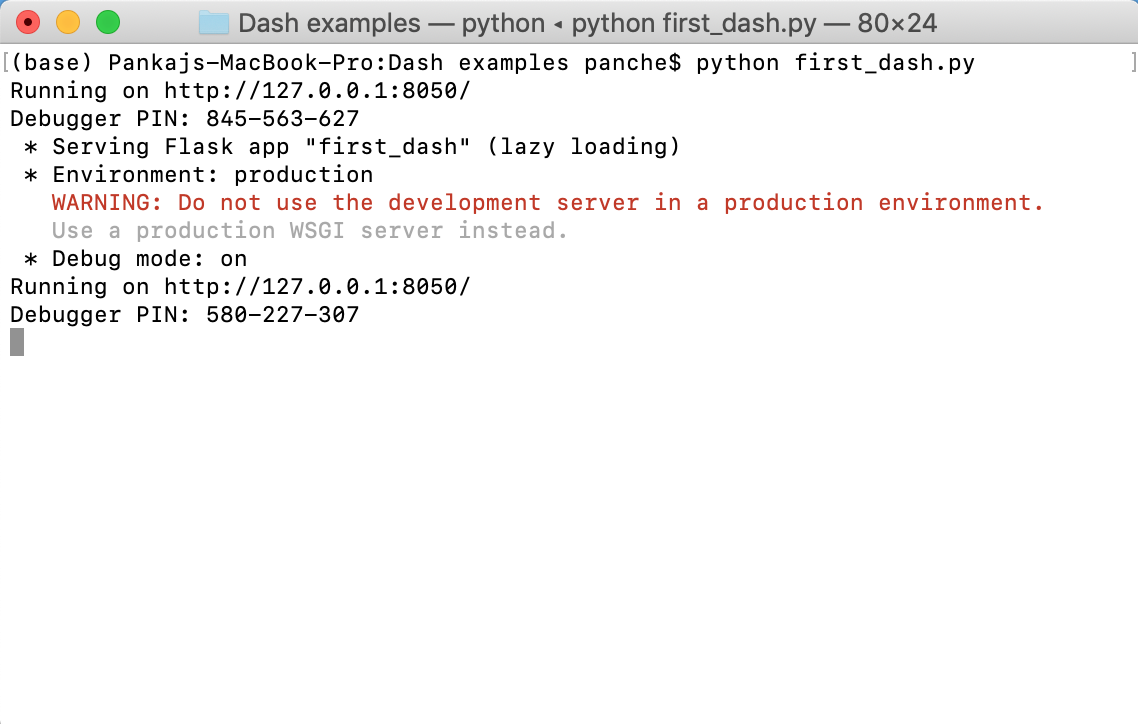 Dash examples — python ◂ python first_dash.py — 80×24
[(base) Pankajs-MacBook-Pro:Dash examples panche$ python first_dash.py ]
Running on http://127.0.0.1:8050/
Debugger PIN: 845-563-627
 * Serving Flask app "first_dash" (lazy loading)
 * Environment: production
   WARNING: Do not use the development server in a production environment.
   Use a production WSGI server instead.
 * Debug mode: on
Running on http://127.0.0.1:8050/
Debugger PIN: 580-227-307